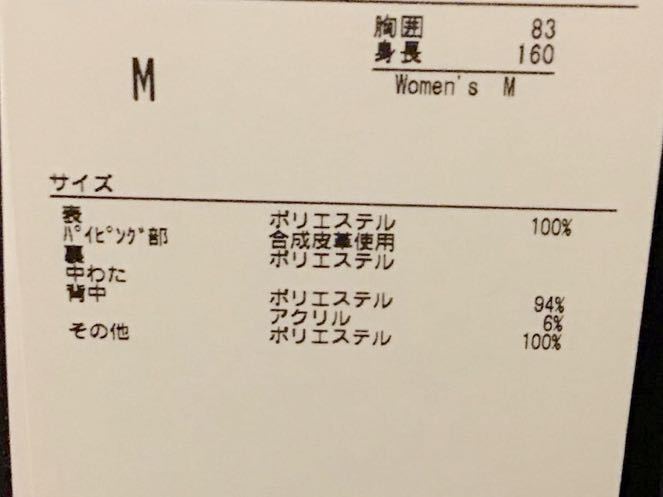 胸囲 83
M
身長 160
Women's M
サイズ
表 ポリエステル 100%
ﾊﾟｲﾋﾟﾝｸﾞ部 合成皮革使用
裏 ポリエステル
中わた
背中 ポリエステル 94%
アクリル 6%
その他 ポリエステル 100%